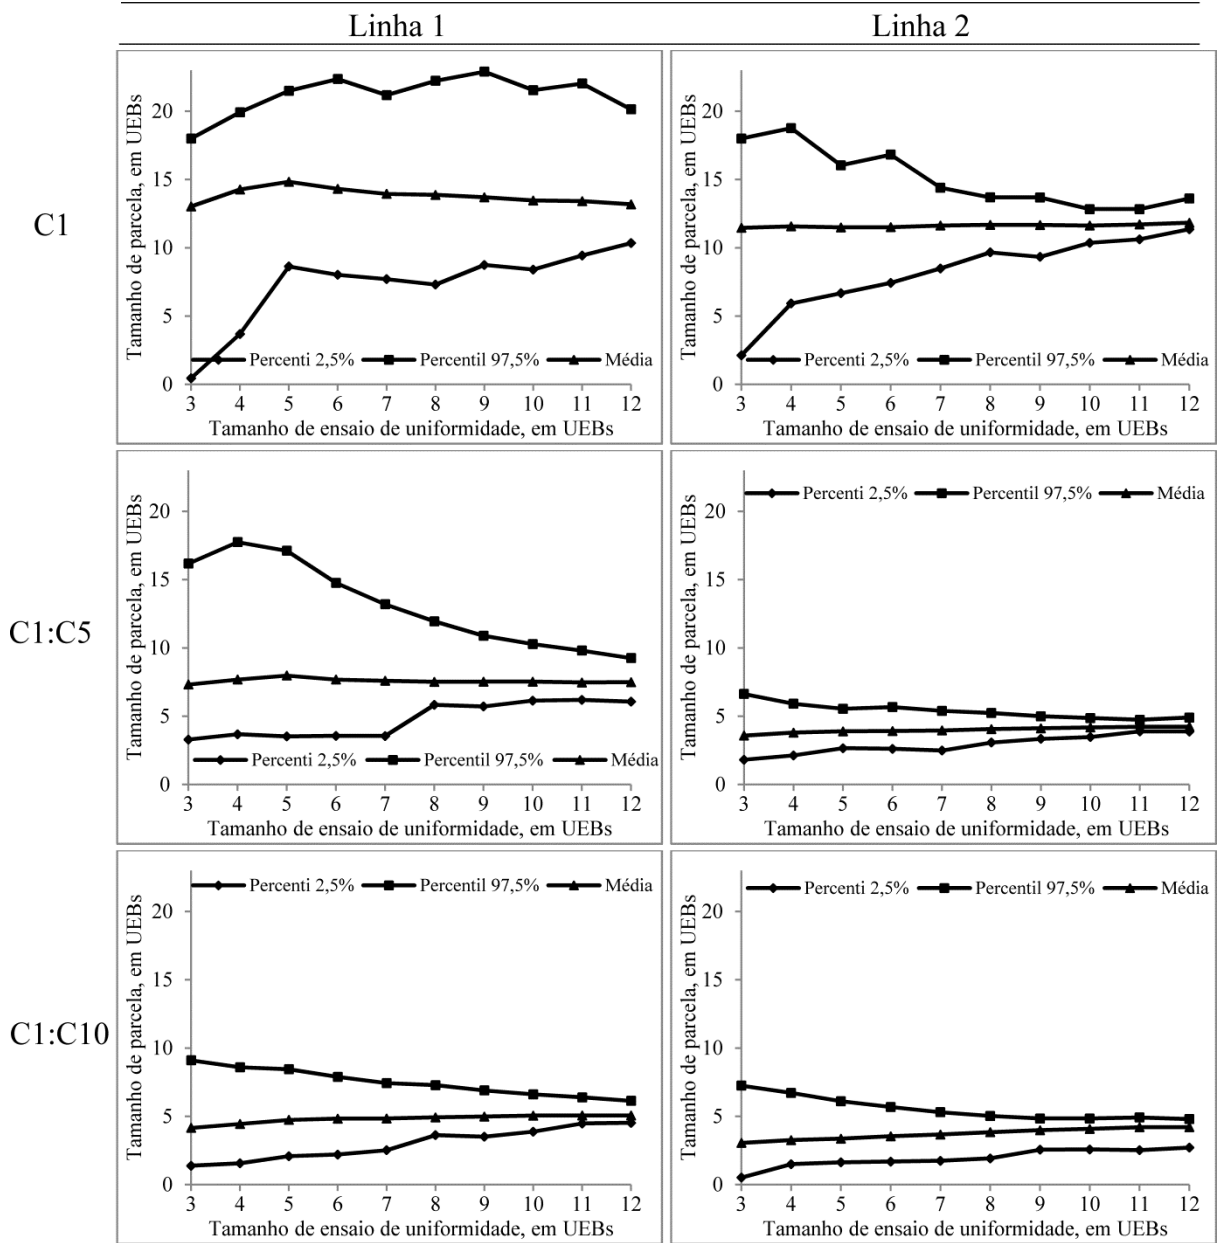 Linha 1
Linha 2
C1
Tamanho de parcela, em UEBs
20
15
10
5
0
Percenti 2,5% Percentil 97,5% Média
3 4 5 6 7 8 9 10 11 12
Tamanho de ensaio de uniformidade, em UEBs
Tamanho de parcela, em UEBs
20
15
10
5
0
Percenti 2,5% Percentil 97,5% Média
3 4 5 6 7 8 9 10 11 12
Tamanho de ensaio de uniformidade, em UEBs
C1:C5
Tamanho de parcela, em UEBs
20
15
10
5
0
Percenti 2,5% Percentil 97,5% Média
3 4 5 6 7 8 9 10 11 12
Tamanho de ensaio de uniformidade, em UEBs
Tamanho de parcela, em UEBs
Percenti 2,5% Percentil 97,5% Média
20
15
10
5
0
3 4 5 6 7 8 9 10 11 12
Tamanho de ensaio de uniformidade, em UEBs
C1:C10
Tamanho de parcela, em UEBs
Percenti 2,5% Percentil 97,5% Média
20
15
10
5
0
3 4 5 6 7 8 9 10 11 12
Tamanho de ensaio de uniformidade, em UEBs
Tamanho de parcela, em UEBs
Percenti 2,5% Percentil 97,5% Média
20
15
10
5
0
3 4 5 6 7 8 9 10 11 12
Tamanho de ensaio de uniformidade, em UEBs